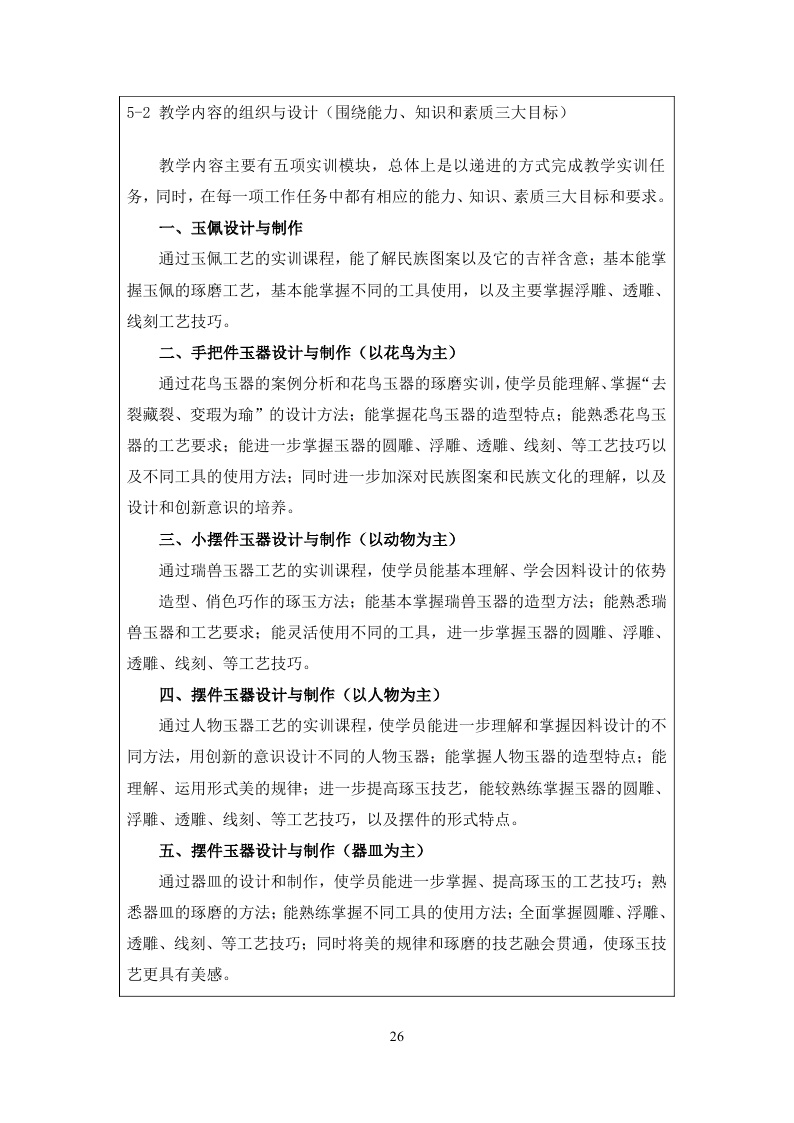 5-2 教学内容的组织与设计（围绕能力、知识和素质三大目标）
教学内容主要有五项实训模块，总体上是以递进的方式完成教学实训任
务，同时，在每一项工作任务中都有相应的能力、知识、素质三大目标和要求。
一、玉佩设计与制作
通过玉佩工艺的实训课程，能了解民族图案以及它的吉祥含意；基本能掌
握玉佩的琢磨工艺，基本能掌握不同的工具使用，以及主要掌握浮雕、透雕、
线刻工艺技巧。
二、手把件玉器设计与制作（以花鸟为主）
通过花鸟玉器的案例分析和花鸟玉器的琢磨实训，使学员能理解、掌握“去
裂藏裂、变瑕为瑜”的设计方法；能掌握花鸟玉器的造型特点；能熟悉花鸟玉
器的工艺要求；能进一步掌握玉器的圆雕、浮雕、透雕、线刻、等工艺技巧以
及不同工具的使用方法；同时进一步加深对民族图案和民族文化的理解，以及
设计和创新意识的培养。
三、小摆件玉器设计与制作（以动物为主）
通过瑞兽玉器工艺的实训课程，使学员能基本理解、学会因料设计的依势
造型、俏色巧作的琢玉方法；能基本掌握瑞兽玉器的造型方法；能熟悉瑞
兽玉器和工艺要求；能灵活使用不同的工具，进一步掌握玉器的圆雕、浮雕、
透雕、线刻、等工艺技巧。
四、摆件玉器设计与制作（以人物为主）
通过人物玉器工艺的实训课程，使学员能进一步理解和掌握因料设计的不
同方法，用创新的意识设计不同的人物玉器；能掌握人物玉器的造型特点；能
理解、运用形式美的规律；进一步提高琢玉技艺，能较熟练掌握玉器的圆雕、
浮雕、透雕、线刻、等工艺技巧，以及摆件的形式特点。
五、摆件玉器设计与制作（器皿为主）
通过器皿的设计和制作，使学员能进一步掌握、提高琢玉的工艺技巧；熟
悉器皿的琢磨的方法；能熟练掌握不同工具的使用方法；全面掌握圆雕、浮雕、
透雕、线刻、等工艺技巧；同时将美的规律和琢磨的技艺融会贯通，使琢玉技
艺更具有美感。
26